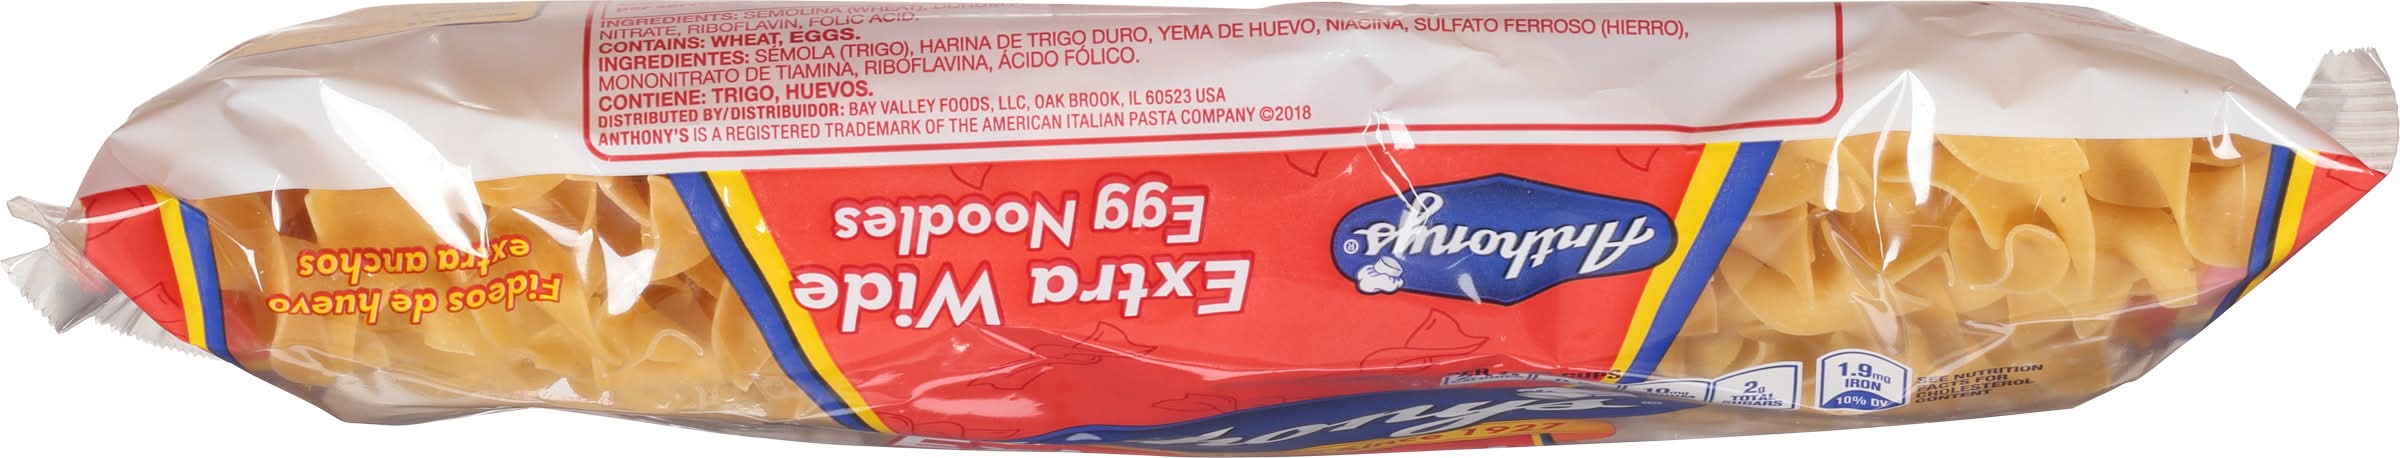 INGREDIENTS: SEMOLINA (WHEAT),
NITRATE, RIBOFLAVIN, FOLIC ACID.
CONTAINS: WHEAT, EGGS.
INGREDIENTES: SÉMOLA (TRIGO), HARINA DE TRIGO DURO, YEMA DE HUEVO, NIACINA, SULFATO FERROSO (HIERRO),
MONONITRATO DE TIAMINA, RIBOFLAVINA, ÁCIDO FÓLICO.
CONTIENE: TRIGO, HUEVOS.
DISTRIBUTED BY/DISTRIBUIDOR: BAY VALLEY FOODS, LLC, OAK BROOK, IL 60523 USA
ANTHONY'S IS A REGISTERED TRADEMARK OF THE AMERICAN ITALIAN PASTA COMPANY ©2018
Anthony's®
Extra Wide
Egg Noodles
Fideos de huevo
extra anchos
2g
TOTAL
SUGARS
1.9mg
IRON
10% DV
SEE NUTRITION
FACTS FOR
CHOLESTEROL
CONTENT
since 1927